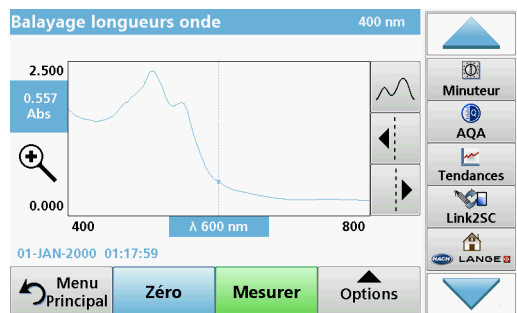 Balayage longueurs onde 400 nm
2.500
0.557
Abs
0.000
400 λ 600 nm 800
01-JAN-2000 01:17:59
Menu
Principal
Zéro
Mesurer
Options
Minuteur
AQA
Tendances
Link2SC
HACH LANGE